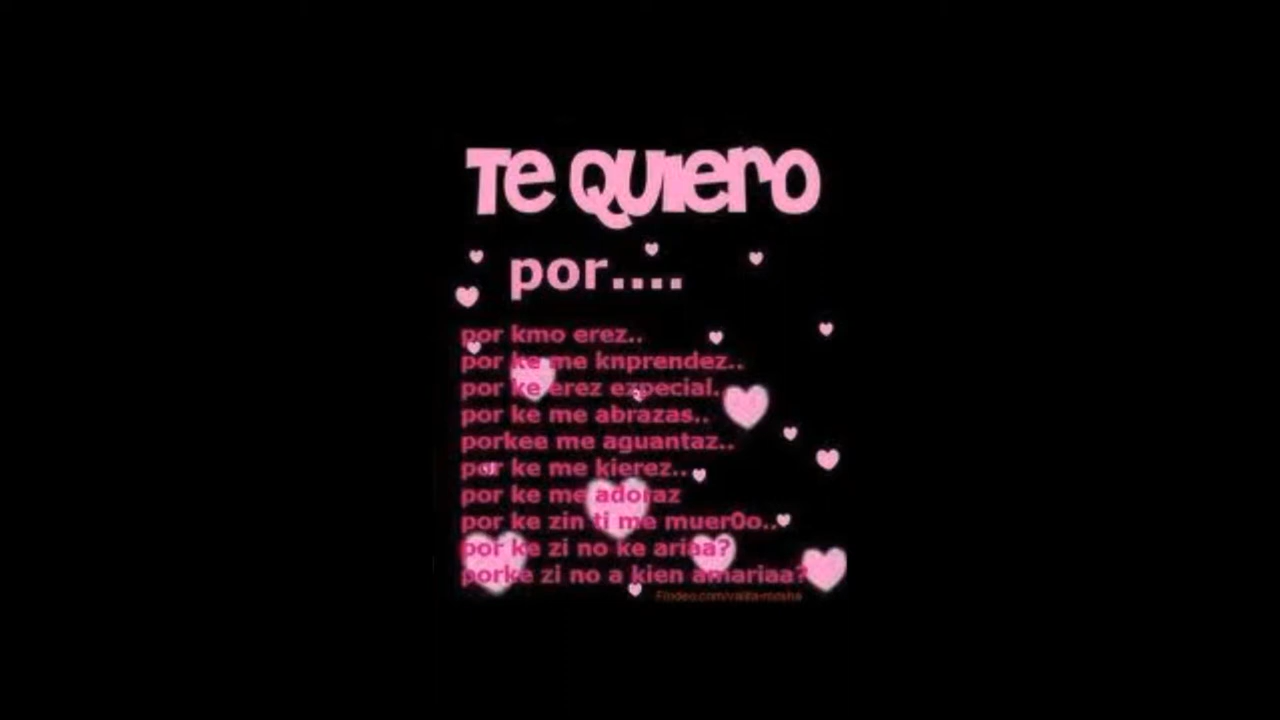 Te Quiero
por....
por kmo erez..
por ke me knprendez..
por ke erez ezpecial..
por ke me abrazas..
porkee me aguantaz..
por ke me kierez..
por ke me adoraz
por ke zin ti me muer0o..
por ke zi no ke ariaa?
porke zi no a kien amariaa?